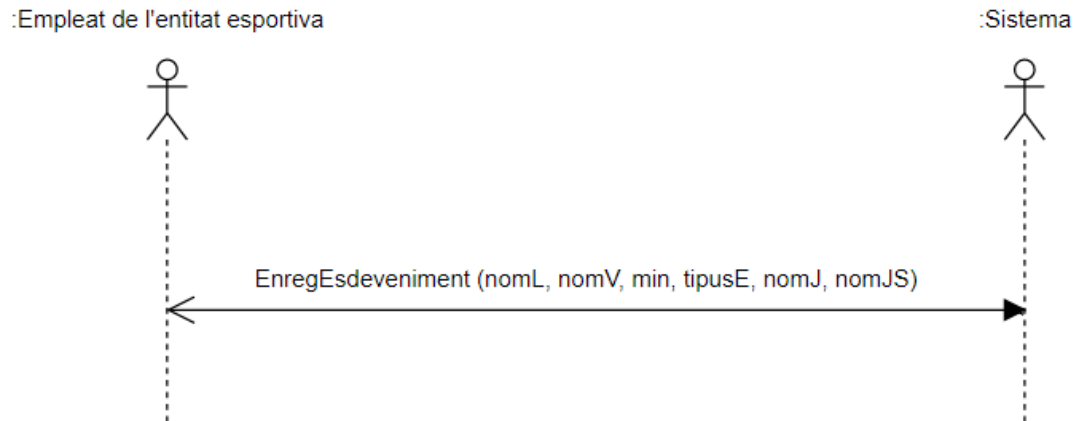 :Empleat de l'entitat esportiva
:Sistema
EnregEsdeveniment (nomL, nomV, min, tipusE, nomJ, nomJS)